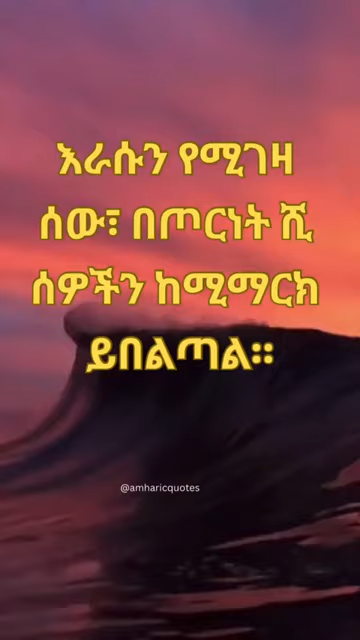 እራሱን የሚገዛ
ሰው፣ በጦርነት ሺ
ሰዎችን ከሚማርክ
ይበልጣል።
@amharicquotes